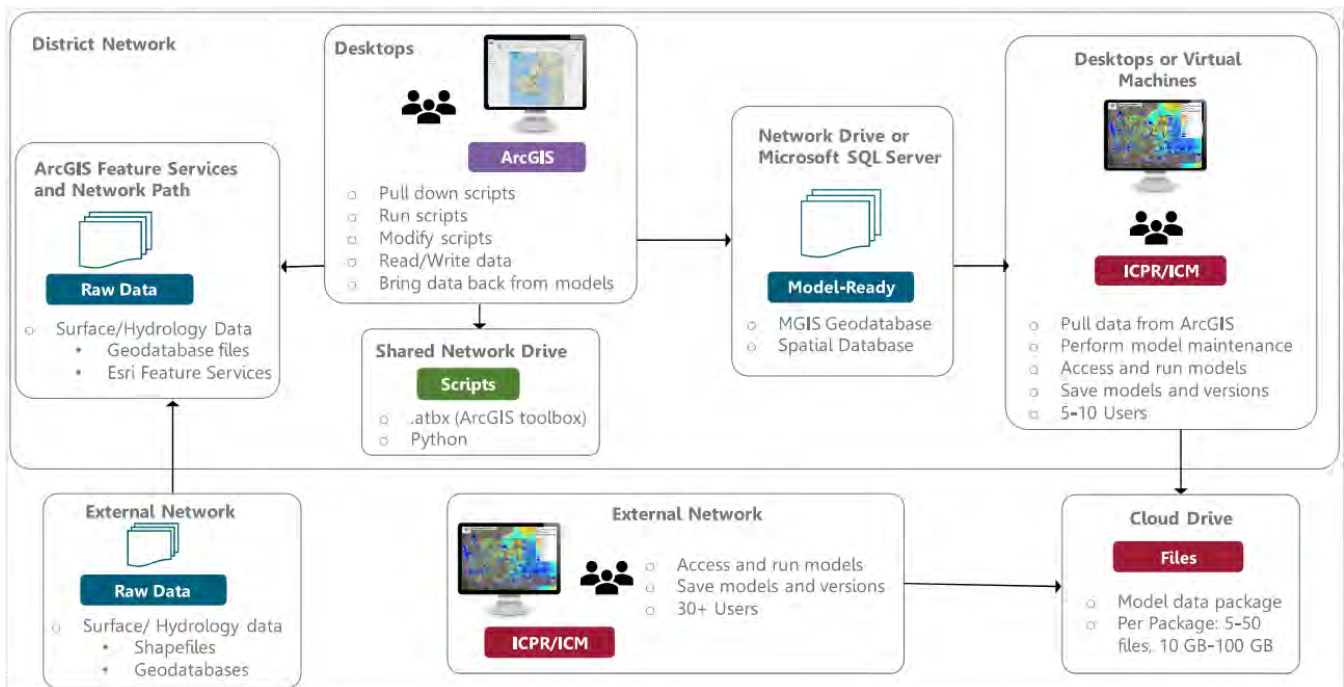 District Network
Desktops
ArcGIS
○ Pull down scripts
○ Run scripts
○ Modify scripts
○ Read/Write data
○ Bring data back from models
ArcGIS Feature Services
and Network Path
Raw Data
○ Surface/Hydrology Data
• Geodatabase files
• Esri Feature Services
Shared Network Drive
Scripts
○ .atbx (ArcGIS toolbox)
○ Python
Network Drive or
Microsoft SQL Server
Model-Ready
○ MGIS Geodatabase
○ Spatial Database
Desktops or Virtual
Machines
ICPR/ICM
○ Pull data from ArcGIS
○ Perform model maintenance
○ Access and run models
○ Save models and versions
○ 5-10 Users
External Network
Raw Data
○ Surface/ Hydrology data
• Shapefiles
• Geodatabases
External Network
ICPR/ICM
○ Access and run models
○ Save models and versions
○ 30+ Users
Cloud Drive
Files
○ Model data package
○ Per Package: 5-50
files, 10 GB-100 GB